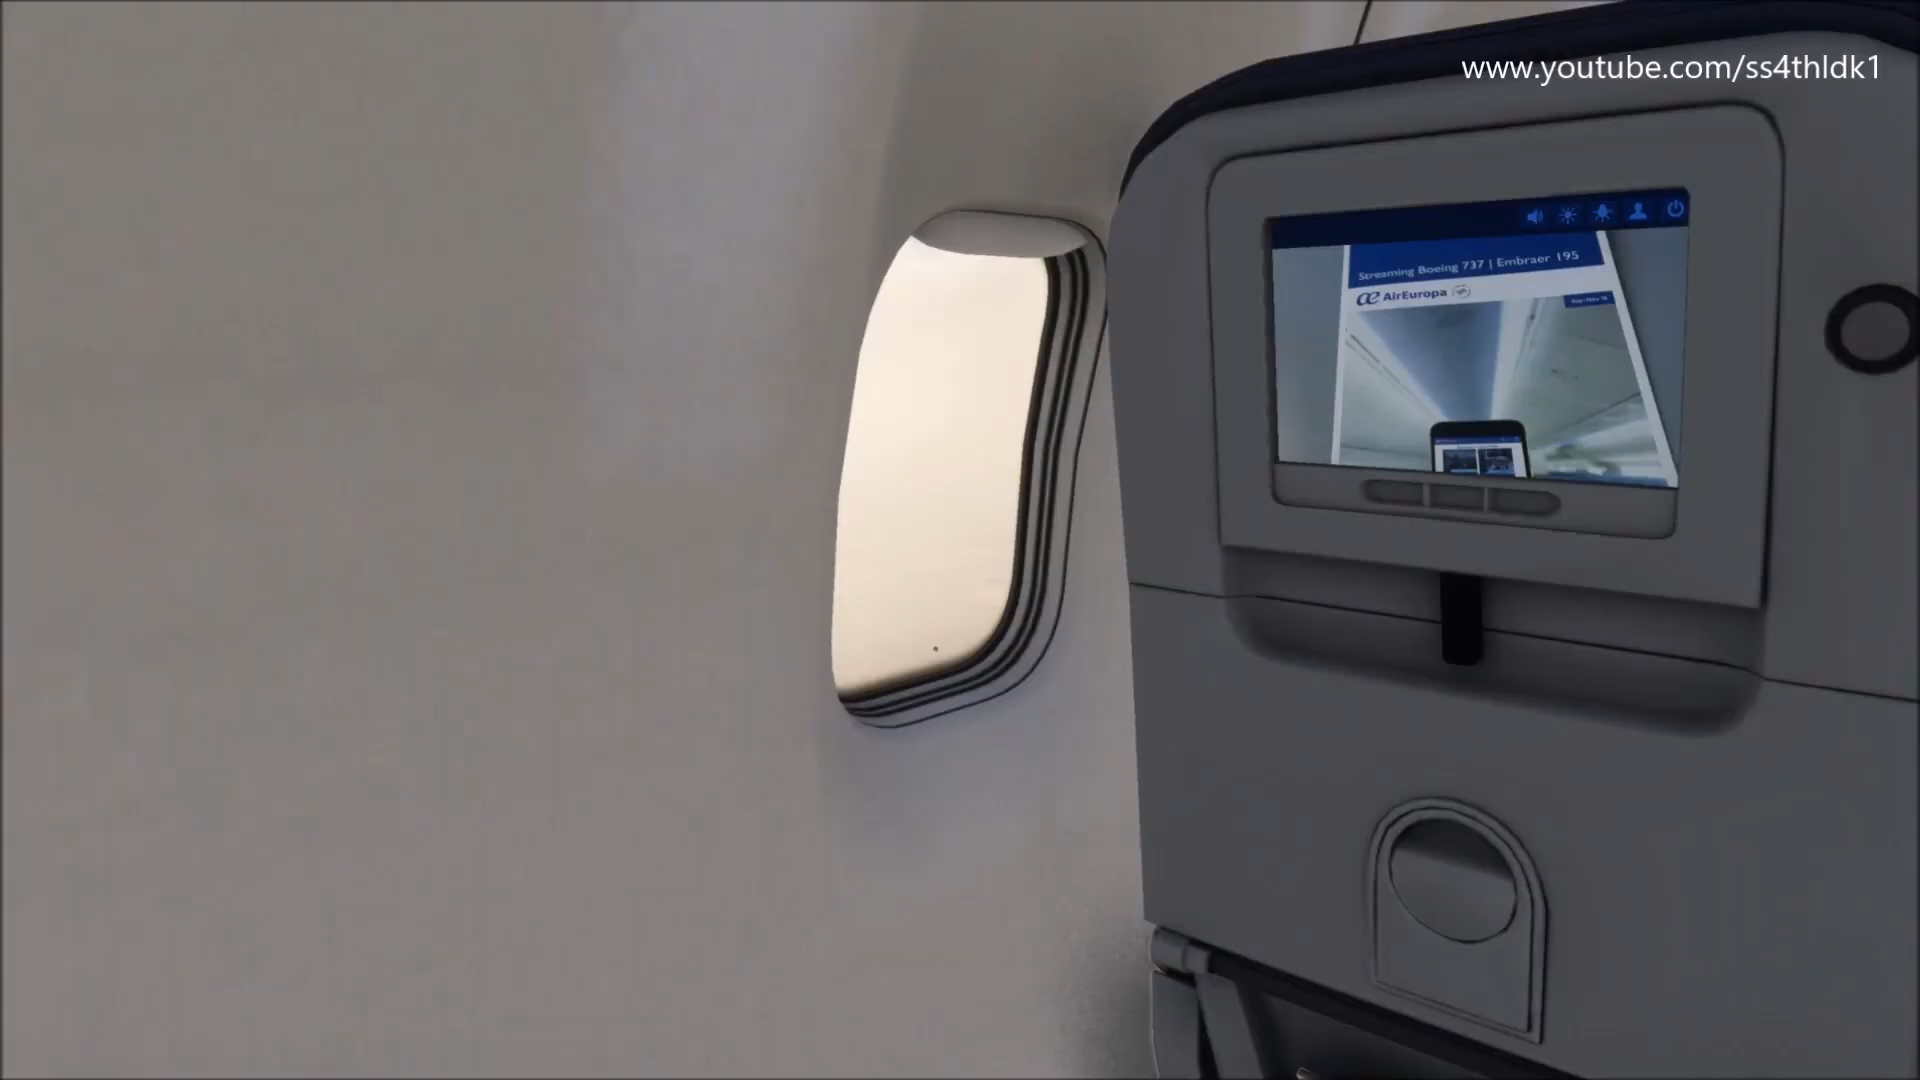 www.youtube.com/ss4thldk1
Streaming Boeing 737 | Embraer 195
AirEuropa